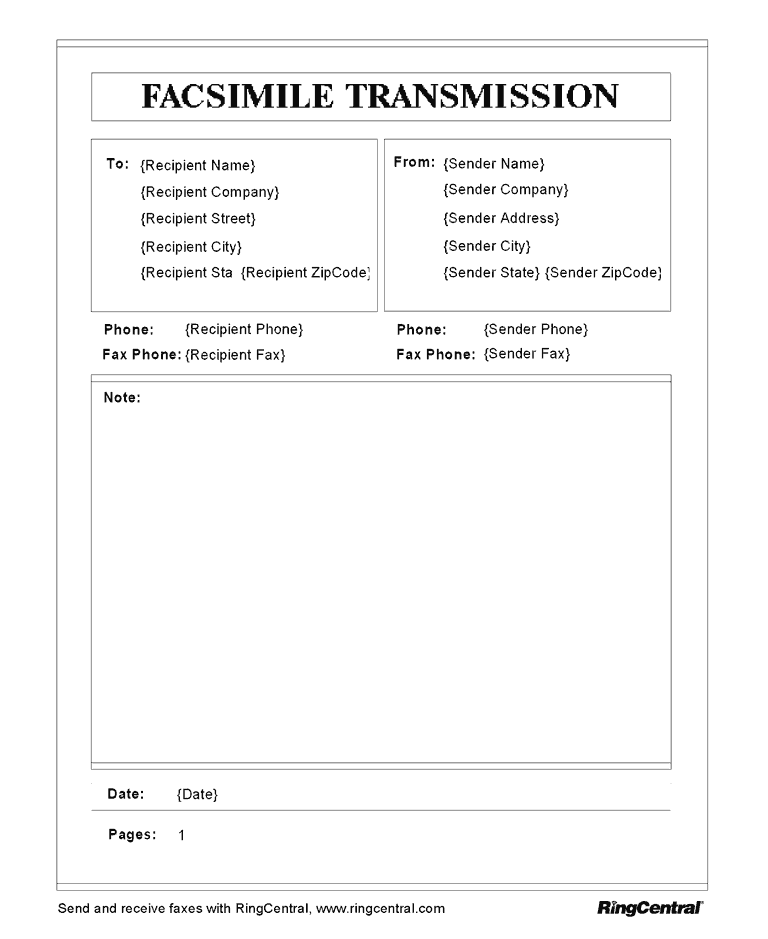 FACSIMILE TRANSMISSION
To: {Recipient Name}
{Recipient Company}
{Recipient Street}
{Recipient City}
{Recipient Sta {Recipient ZipCode}
From: {Sender Name}
{Sender Company}
{Sender Address}
{Sender City}
{Sender State} {Sender ZipCode}
Phone: {Recipient Phone}
Fax Phone: {Recipient Fax}
Phone: {Sender Phone}
Fax Phone: {Sender Fax}
Note:
Date: {Date}
Pages: 1
Send and receive faxes with RingCentral, www.ringcentral.com
RingCentral